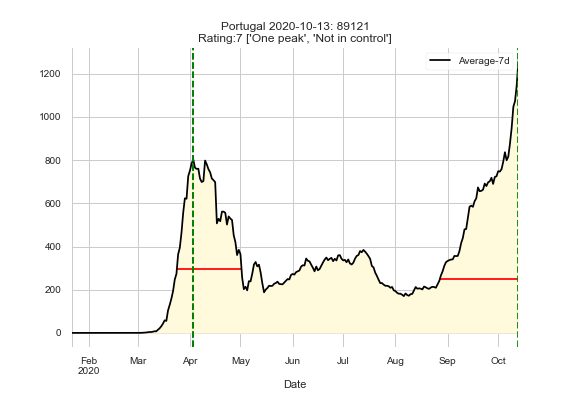 Portugal 2020-10-13: 89121
Rating:7 ['One peak', 'Not in control']
Average-7d
1200
1000
800
600
400
200
0
Feb Mar Apr May Jun Jul Aug Sep Oct
2020
Date